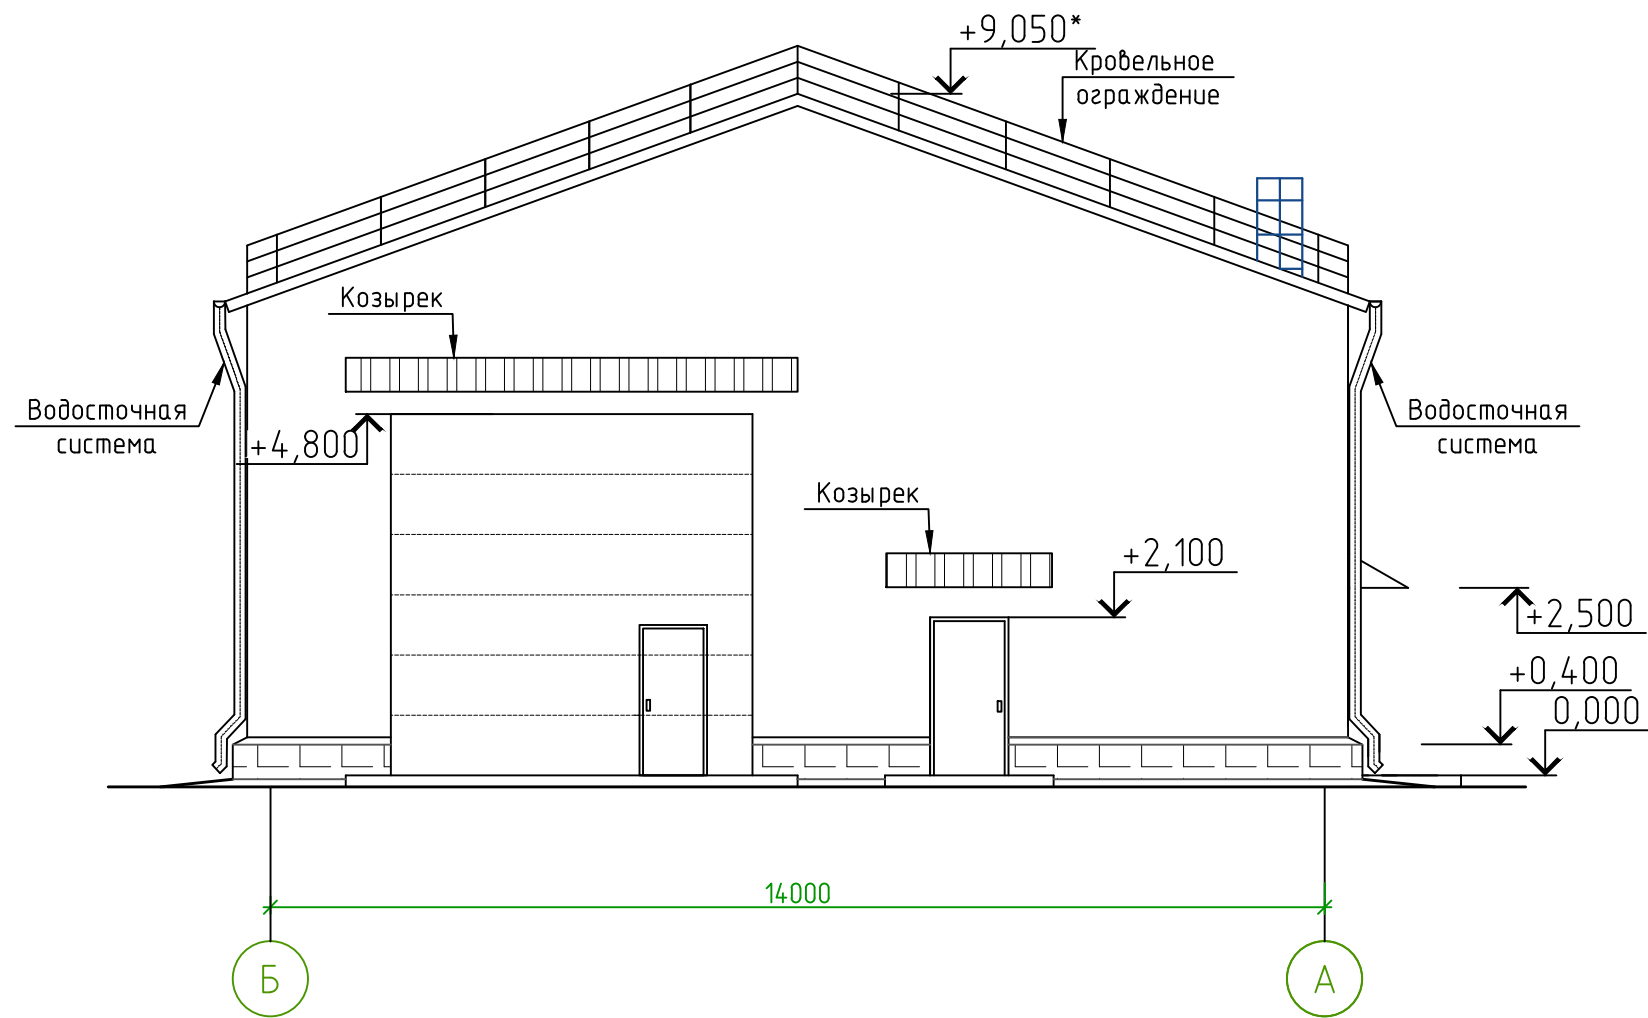 +9,050*
Кровельное
ограждение
Козырек
Водосточная
система
+4,800
Водосточная
система
Козырек
+2,100
+2,500
+0,400
0,000
14000
Б
А